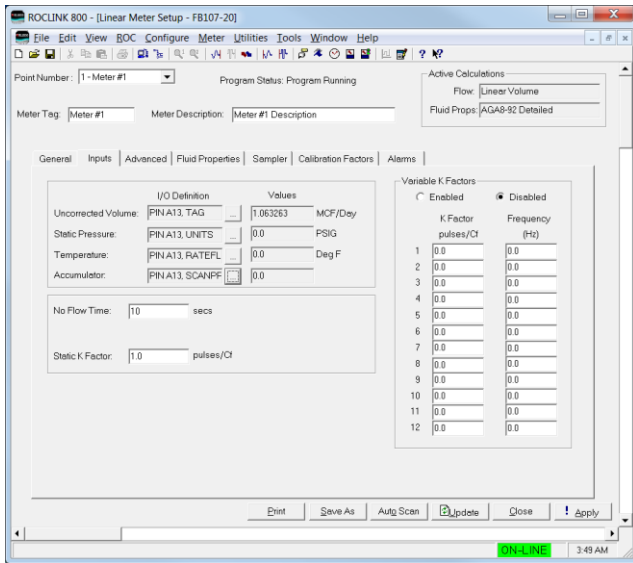 ROCLINK 800 - [Linear Meter Setup - FB107-20]
File Edit View ROC Configure Meter Utilities Tools Window Help
Point Number: 1 - Meter #1
Program Status: Program Running
Active Calculations
Flow: Linear Volume
Fluid Props: AGA8-92 Detailed
Meter Tag: Meter #1
Meter Description: Meter #1 Description
General Inputs Advanced Fluid Properties Sampler Calibration Factors Alarms
I/O Definition Values
Uncorrected Volume: PIN A13, TAG ... 1.063263 MCF/Day
Static Pressure: PIN A13, UNITS ... 0.0 PSIG
Temperature: PIN A13, RATEFL ... 0.0 Deg F
Accumulator: PIN A13, SCANPF ... 0.0
No Flow Time: 10 secs
Static K Factor: 1.0 pulses/Cf
Variable K Factors
Enabled Disabled
K Factor Frequency
pulses/Cf (Hz)
1 0.0 0.0
2 0.0 0.0
3 0.0 0.0
4 0.0 0.0
5 0.0 0.0
6 0.0 0.0
7 0.0 0.0
8 0.0 0.0
9 0.0 0.0
10 0.0 0.0
11 0.0 0.0
12 0.0 0.0
Print Save As Auto Scan Update Close ! Apply
ON-LINE 3:49 AM